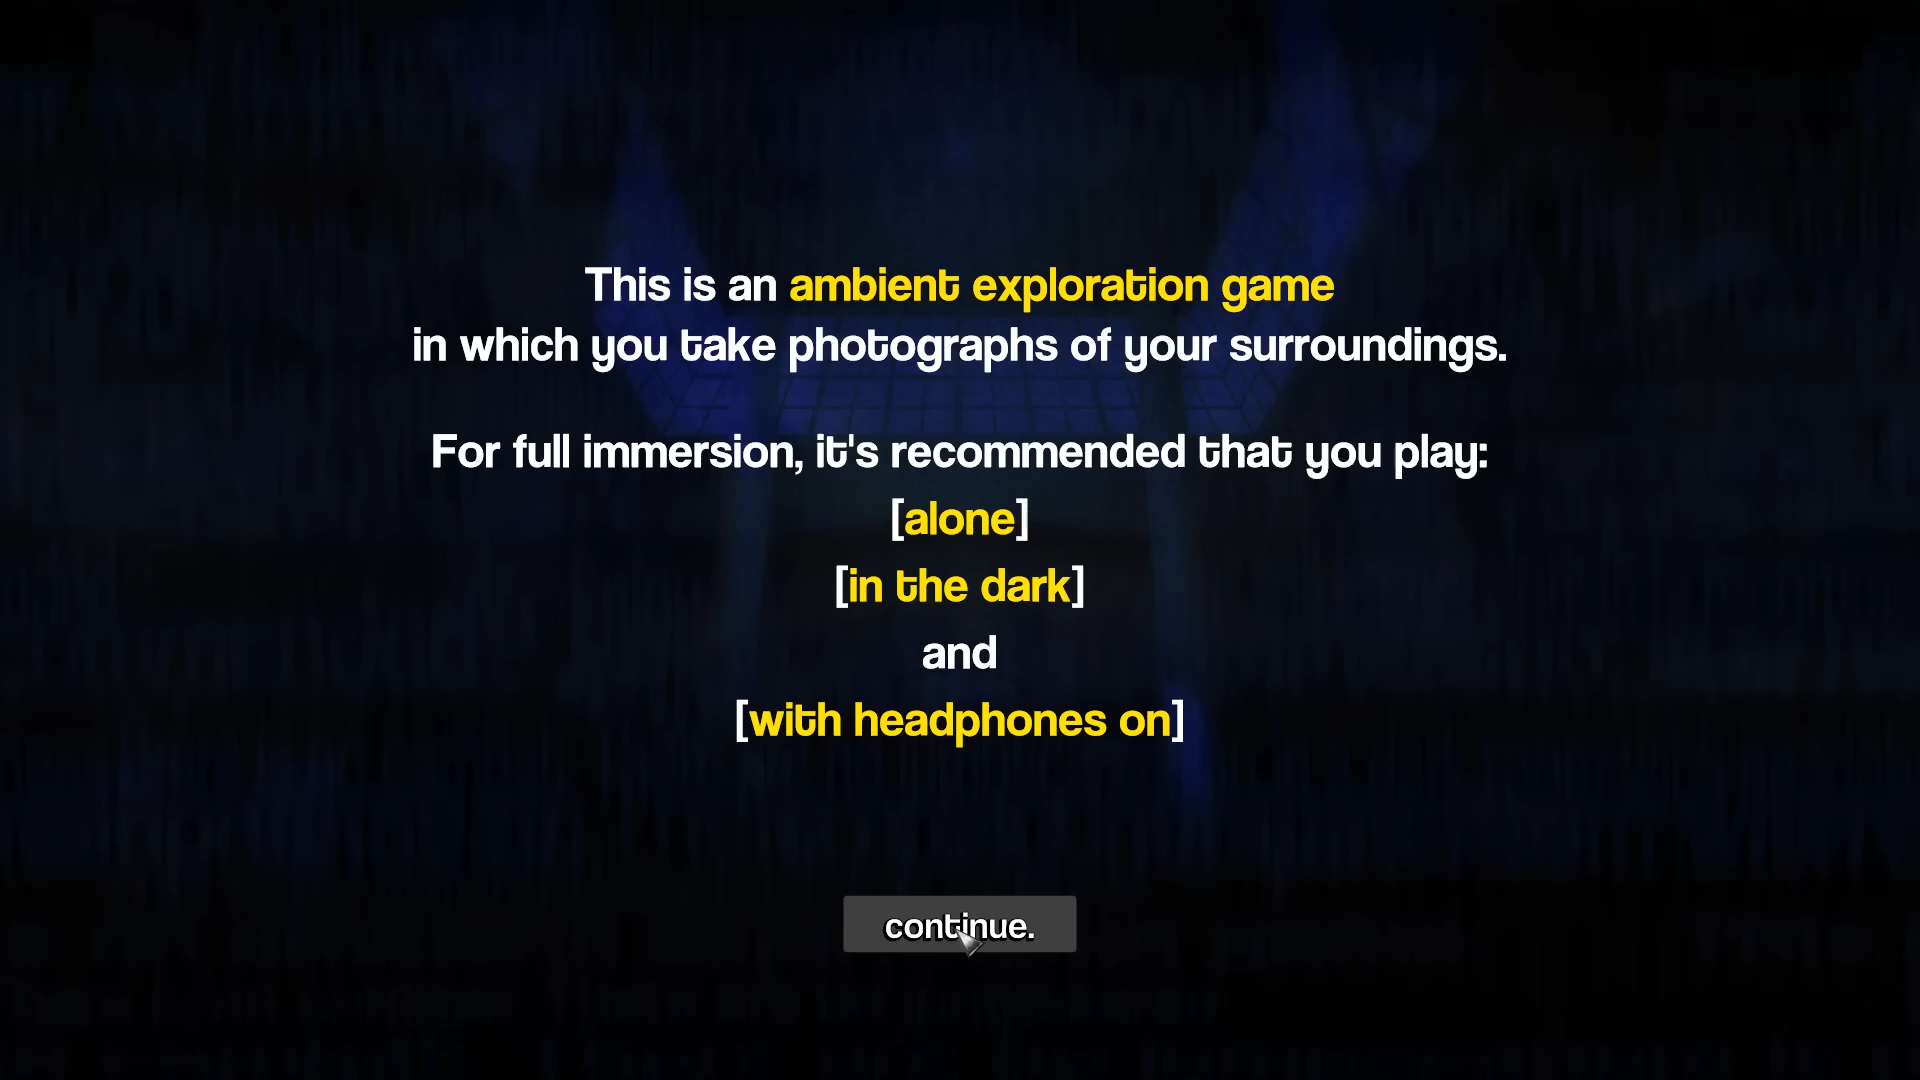 This is an ambient exploration game
in which you take photographs of your surroundings.
For full immersion, it's recommended that you play:
[alone]
[in the dark]
and
[with headphones on]
continue.